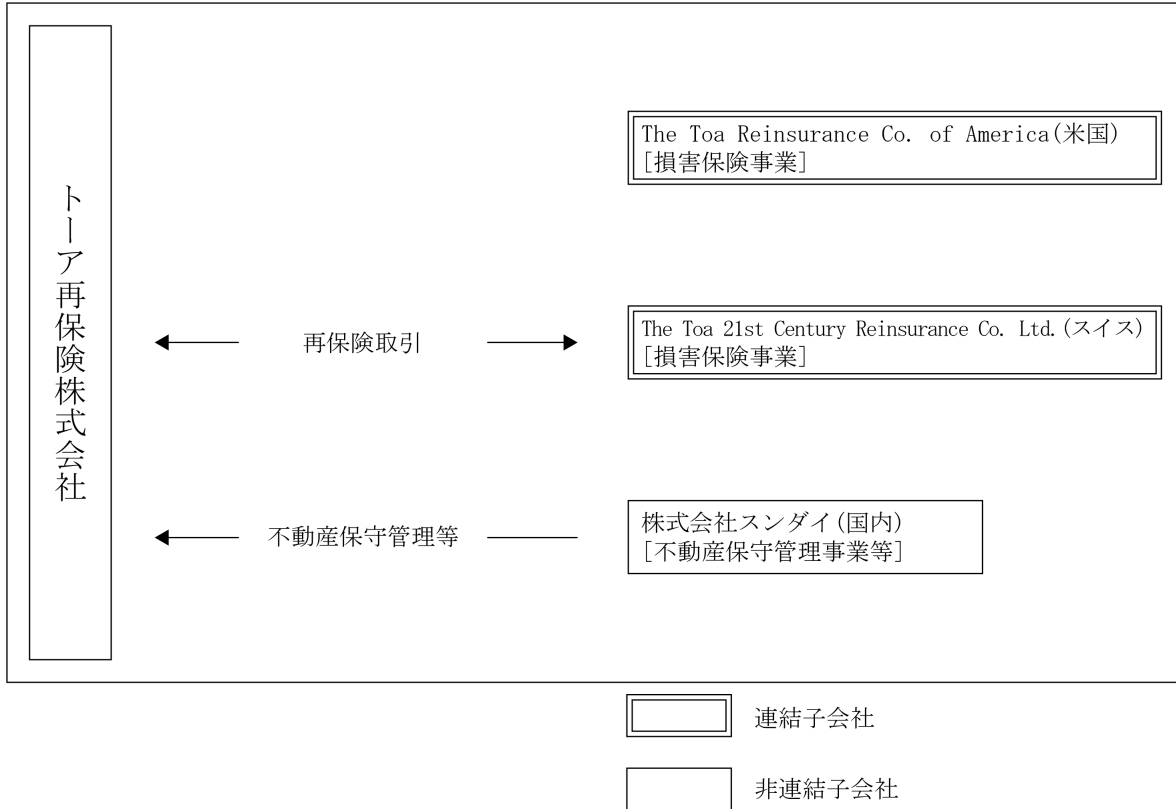 トーア再保険株式会社
The Toa Reinsurance Co. of America(米国)
[損害保険事業]
再保険取引
The Toa 21st Century Reinsurance Co. Ltd.(スイス)
[損害保険事業]
不動産保守管理等
株式会社スンダイ(国内)
[不動産保守管理事業等]
連結子会社
非連結子会社